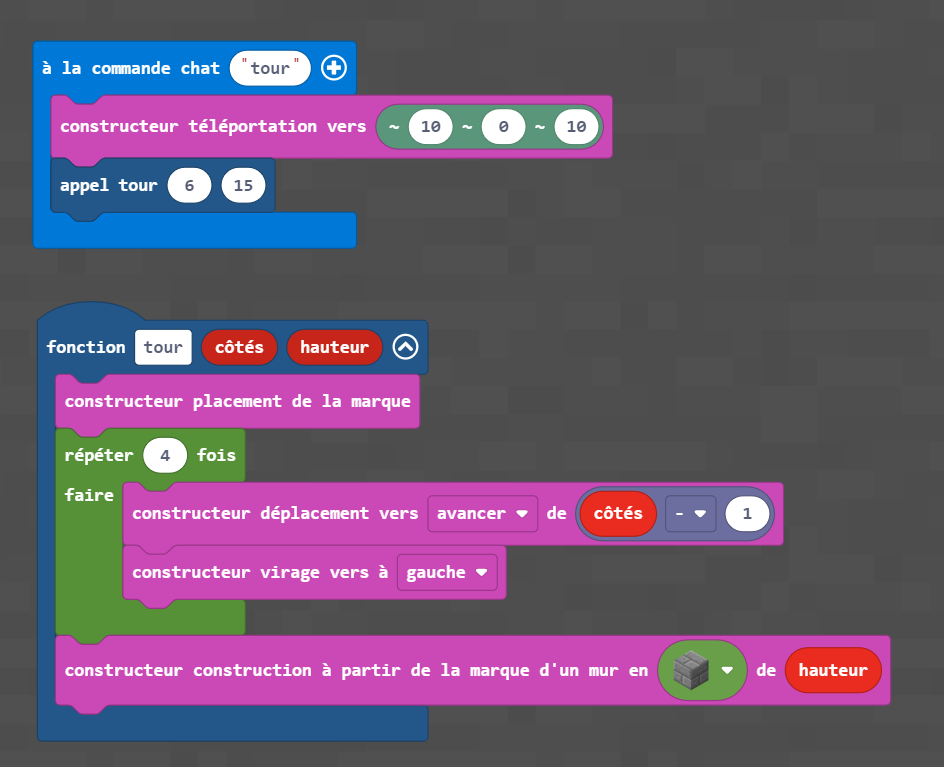 à la commande chat "tour"
constructeur téléportation vers ~ 10 ~ 0 ~ 10
appel tour 6 15
fonction tour côtés hauteur
constructeur placement de la marque
répéter 4 fois
faire
constructeur déplacement vers avancer de côtés - 1
constructeur virage vers à gauche
constructeur construction à partir de la marque d'un mur en de hauteur